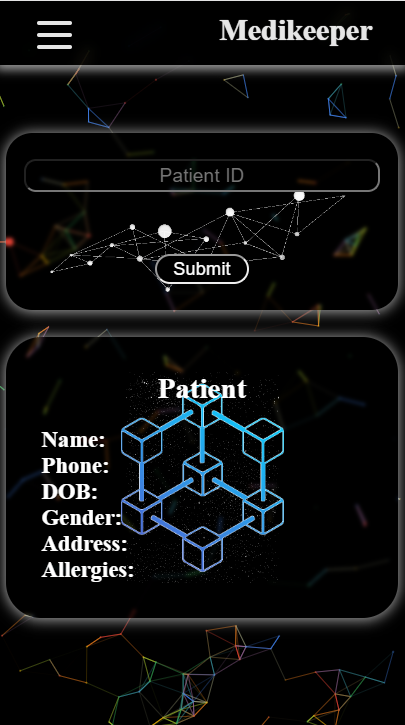 Medikeeper
Patient ID
Submit
Patient
Name:
Phone:
DOB:
Gender:
Address:
Allergies: